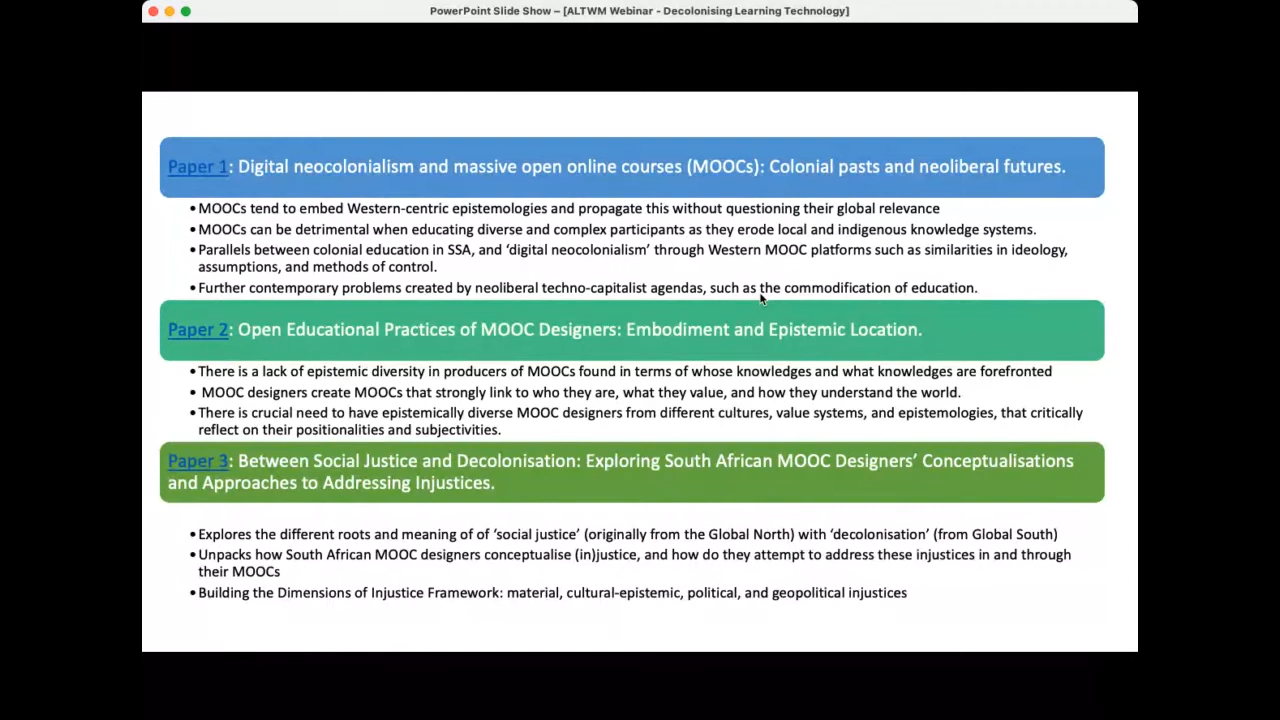 PowerPoint Slide Show – [ALTWM Webinar - Decolonising Learning Technology]
Paper 1: Digital neocolonialism and massive open online courses (MOOCs): Colonial pasts and neoliberal futures.
•MOOCs tend to embed Western-centric epistemologies and propagate this without questioning their global relevance
•MOOCs can be detrimental when educating diverse and complex participants as they erode local and indigenous knowledge systems.
•Parallels between colonial education in SSA, and ‘digital neocolonialism’ through Western MOOC platforms such as similarities in ideology,
assumptions, and methods of control.
•Further contemporary problems created by neoliberal techno-capitalist agendas, such as the commodification of education.
Paper 2: Open Educational Practices of MOOC Designers: Embodiment and Epistemic Location.
•There is a lack of epistemic diversity in producers of MOOCs found in terms of whose knowledges and what knowledges are forefronted
• MOOC designers create MOOCs that strongly link to who they are, what they value, and how they understand the world.
•There is crucial need to have epistemically diverse MOOC designers from different cultures, value systems, and epistemologies, that critically
reflect on their positionalities and subjectivities.
Paper 3: Between Social Justice and Decolonisation: Exploring South African MOOC Designers’ Conceptualisations
and Approaches to Addressing Injustices.
•Explores the different roots and meaning of of ‘social justice’ (originally from the Global North) with ‘decolonisation’ (from Global South)
•Unpacks how South African MOOC designers conceptualise (in)justice, and how do they attempt to address these injustices in and through
their MOOCs
•Building the Dimensions of Injustice Framework: material, cultural-epistemic, political, and geopolitical injustices